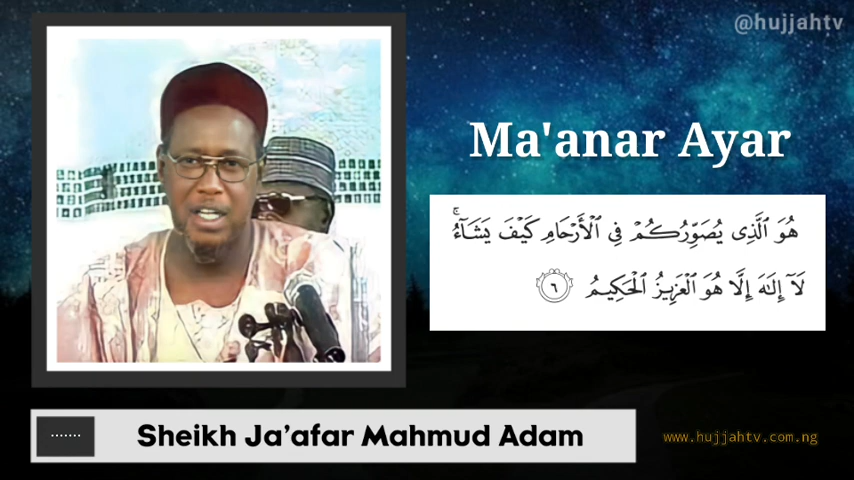 @hujjahtv
Ma'anar Ayar
هُوَ ٱلَّذِى يُصَوِّرُكُمْ فِى ٱلْأَرْحَامِ كَيْفَ يَشَآءُ ۚ
لَآ إِلَـٰهَ إِلَّا هُوَ ٱلْعَزِيزُ ٱلْحَكِيمُ ٦
Sheikh Ja'afar Mahmud Adam
www.hujjahtv.com.ng